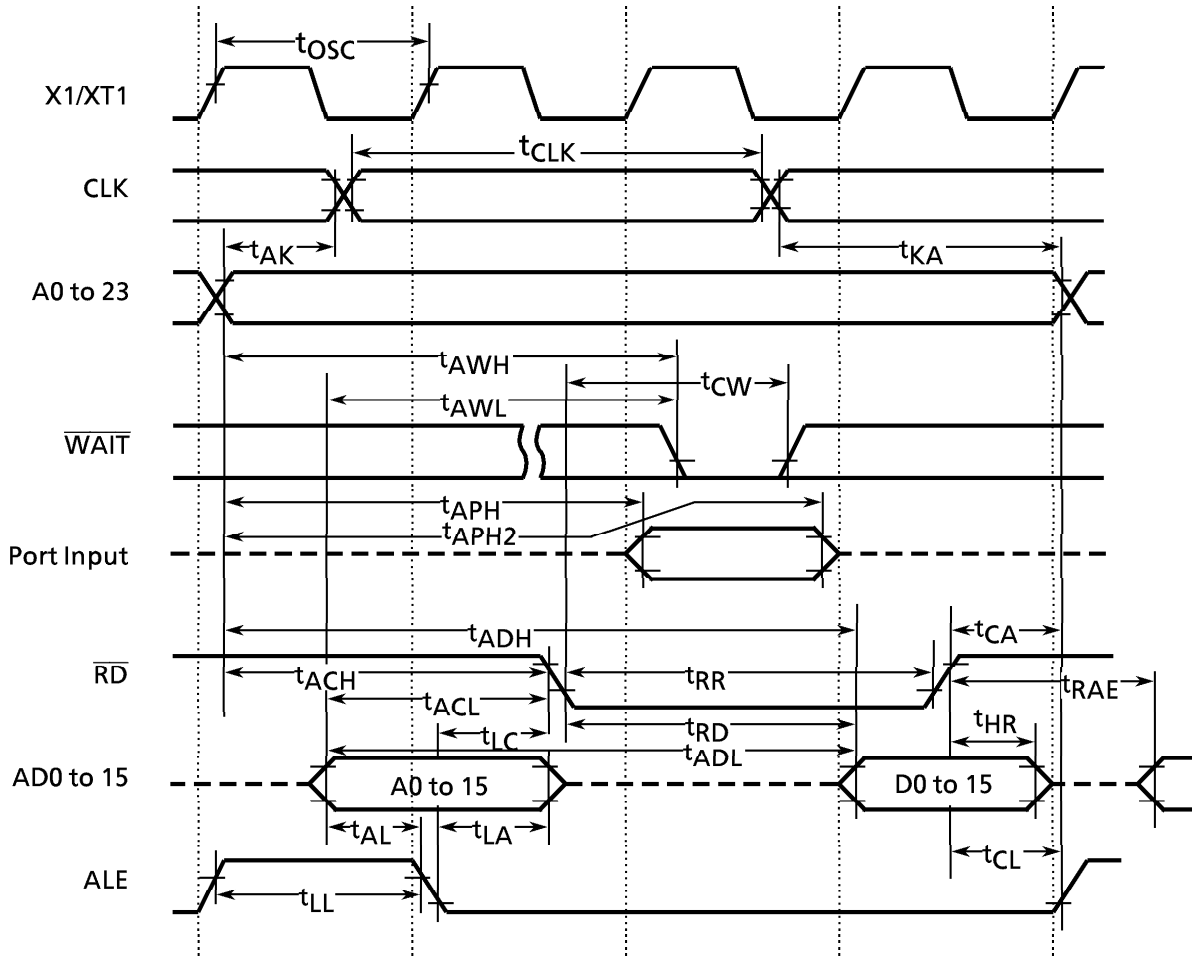 tOSC
X1/XT1
tCLK
CLK
tAK
tKA
A0 to 23
tAWH
tCW
tAWL
WAIT
tAPH
tAPH2
Port Input
tADH
tCA
RD
tACH
tRR
tRAE
tACL
tRD
tHR
tLC
tADL
AD0 to 15
A0 to 15
D0 to 15
tAL
tLA
tCL
ALE
tLL